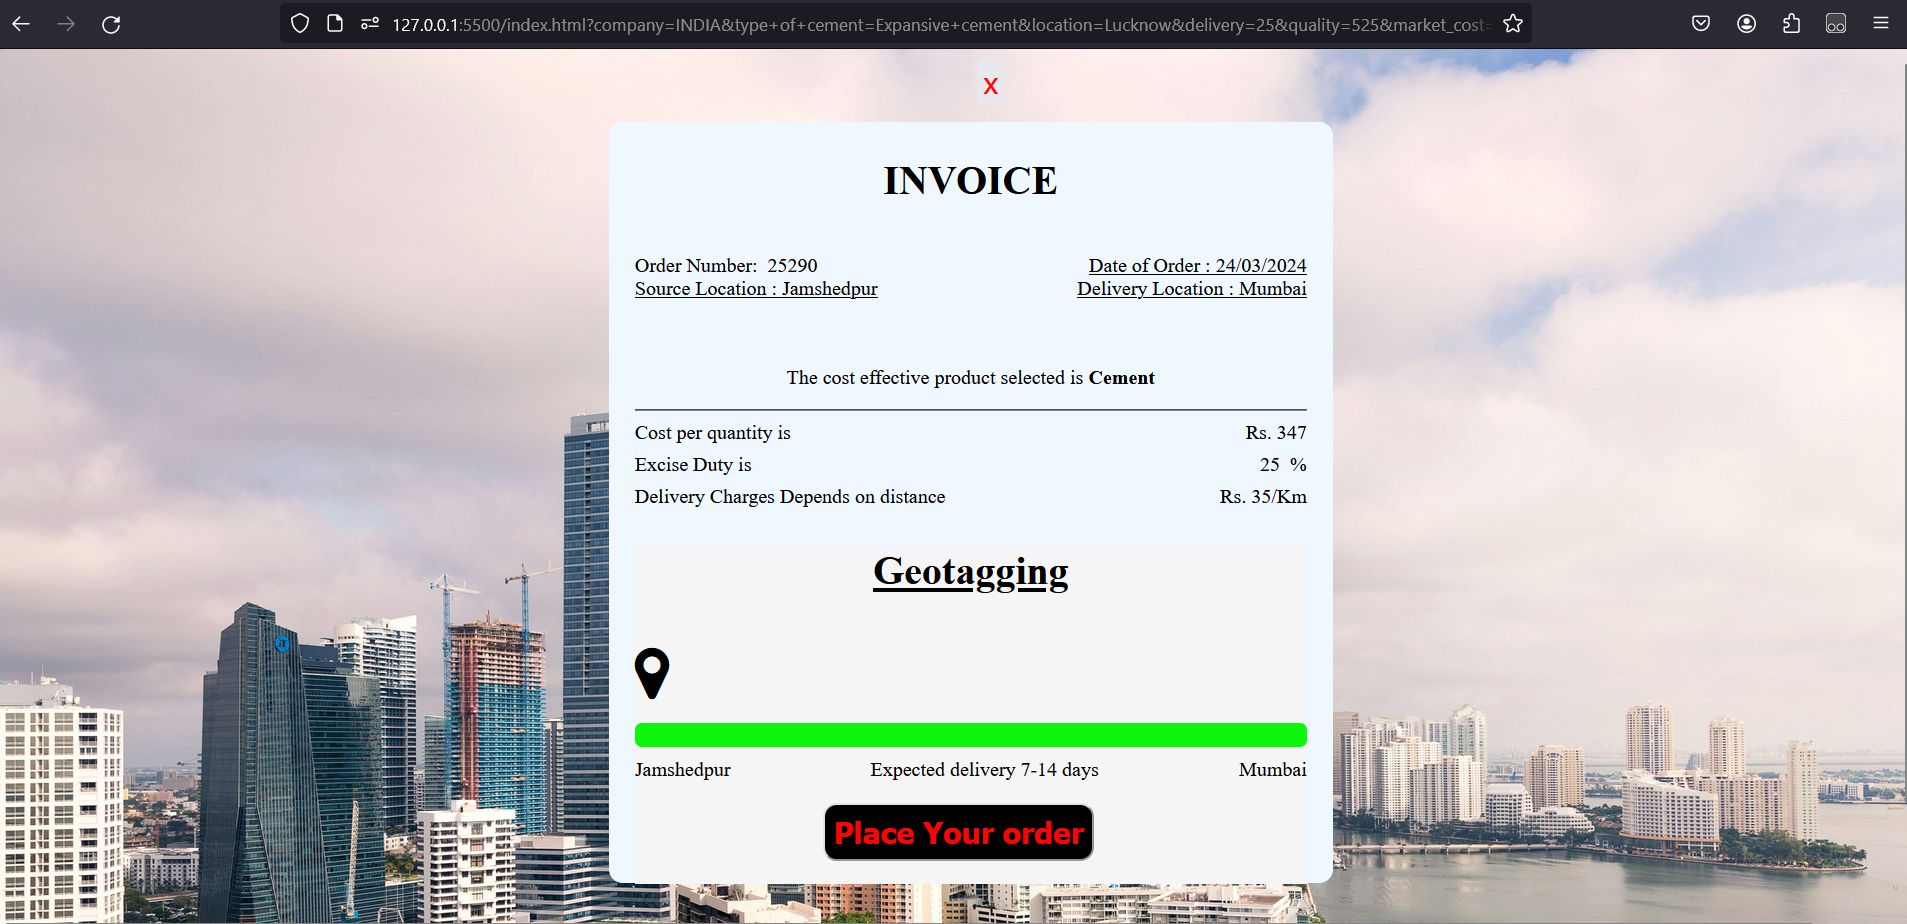 127.0.0.1:5500/index.html?company=INDIA&type+of+cement=Expansive+cement&location=Lucknow&delivery=25&quality=525&market_cost=
X
INVOICE
Order Number:  25290 Date of Order : 24/03/2024
Source Location : Jamshedpur Delivery Location : Mumbai
The cost effective product selected is Cement
Cost per quantity is Rs. 347
Excise Duty is 25  %
Delivery Charges Depends on distance Rs. 35/Km
Geotagging
Jamshedpur Expected delivery 7-14 days Mumbai
Place Your order